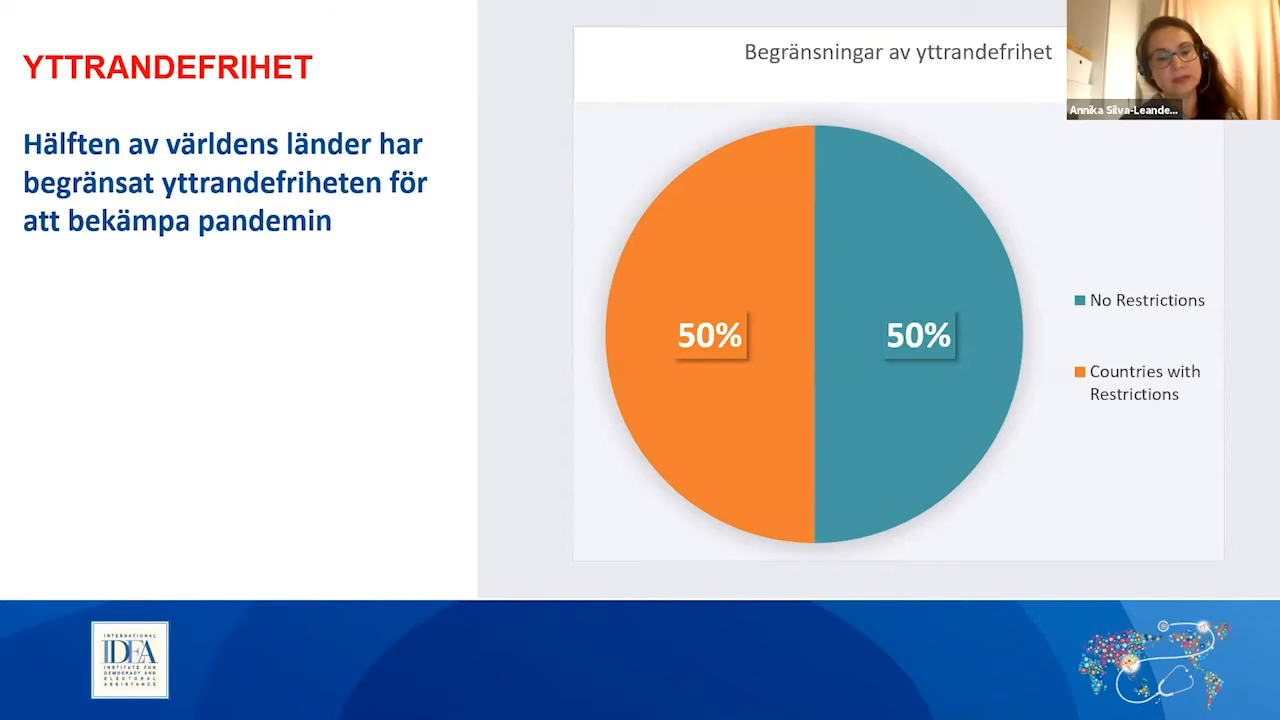 YTTRANDEFRIHET
Hälften av världens länder har
begränsat yttrandefriheten för
att bekämpa pandemin
Begränsningar av yttrandefrihet
50%
50%
No Restrictions
Countries with
Restrictions
Annika Silva-Leande...
INTERNATIONAL
IDEA
INSTITUTE FOR
DEMOCRACY AND
ELECTORAL
ASSISTANCE